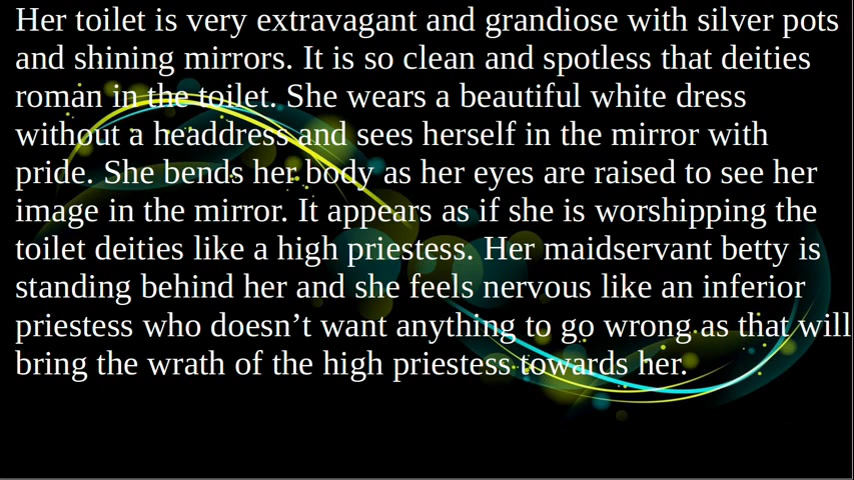 Her toilet is very extravagant and grandiose with silver pots
and shining mirrors. It is so clean and spotless that deities
roman in the toilet. She wears a beautiful white dress
without a headdress and sees herself in the mirror with
pride. She bends her body as her eyes are raised to see her
image in the mirror. It appears as if she is worshipping the
toilet deities like a high priestess. Her maidservant betty is
standing behind her and she feels nervous like an inferior
priestess who doesn’t want anything to go wrong as that will
bring the wrath of the high priestess towards her.